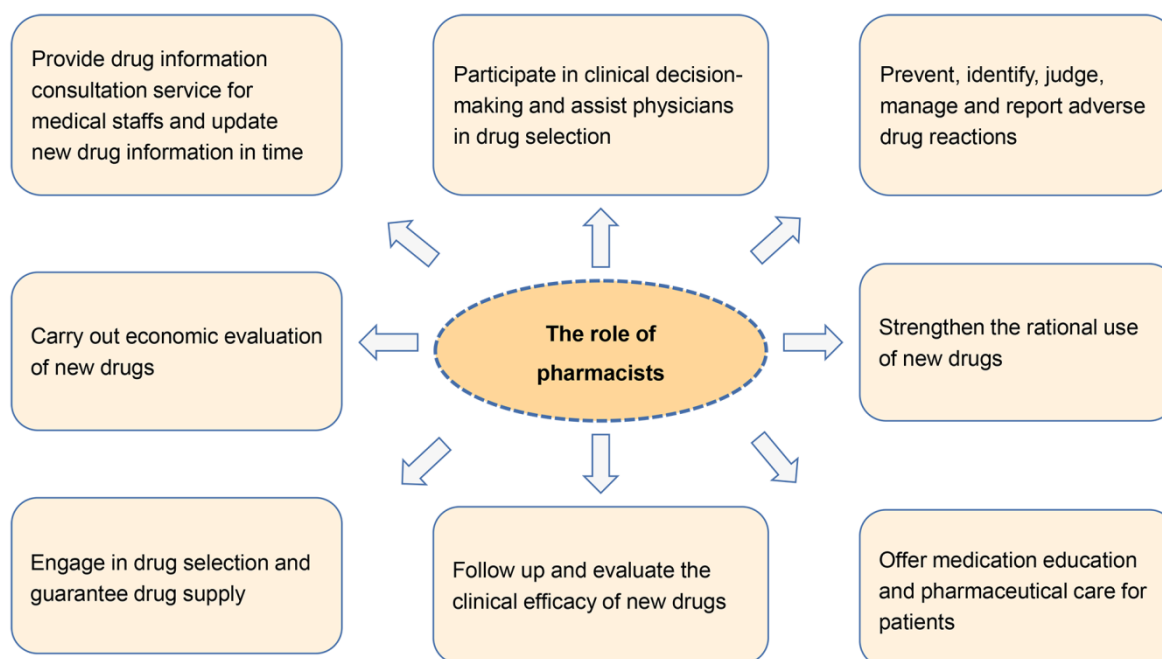 Provide drug information
consultation service for
medical staffs and update
new drug information in time
Participate in clinical decision-
making and assist physicians
in drug selection
Prevent, identify, judge,
manage and report adverse
drug reactions
Carry out economic evaluation
of new drugs
The role of
pharmacists
Strengthen the rational use
of new drugs
Engage in drug selection and
guarantee drug supply
Follow up and evaluate the
clinical efficacy of new drugs
Offer medication education
and pharmaceutical care for
patients